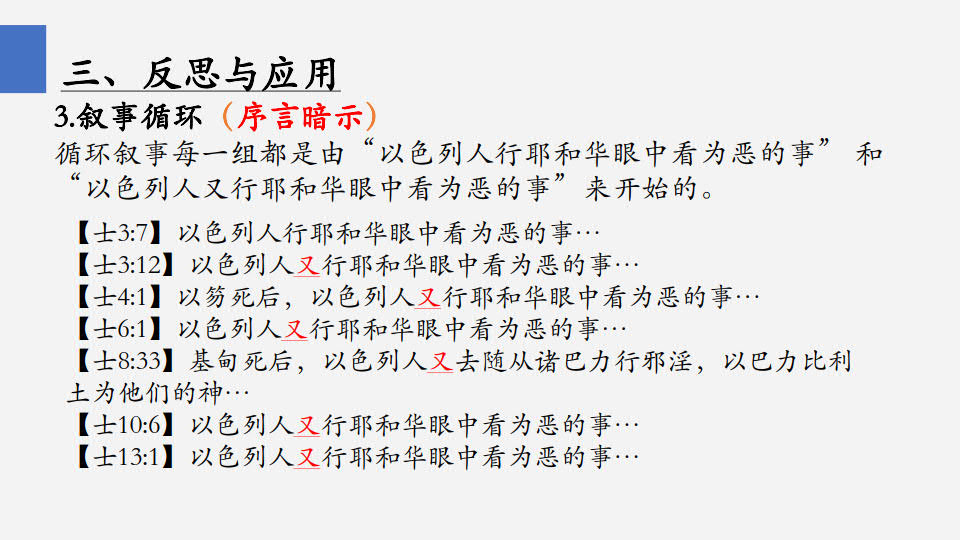 三、反思与应用
3.叙事循环（序言暗示）
循环叙事每一组都是由“以色列人行耶和华眼中看为恶的事” 和
“以色列人又行耶和华眼中看为恶的事”来开始的。
【士3:7】以色列人行耶和华眼中看为恶的事…
【士3:12】以色列人又行耶和华眼中看为恶的事…
【士4:1】以笏死后，以色列人又行耶和华眼中看为恶的事…
【士6:1】以色列人又行耶和华眼中看为恶的事…
【士8:33】基甸死后，以色列人又去随从诸巴力行邪淫，以巴力比利
土为他们的神…
【士10:6】以色列人又行耶和华眼中看为恶的事…
【士13:1】以色列人又行耶和华眼中看为恶的事…